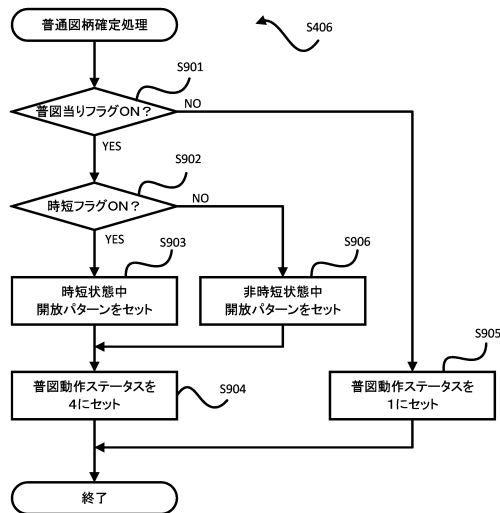 普通図柄確定処理
S406
S901
普図当りフラグON？
NO
YES
S902
時短フラグON？
NO
YES
S903
時短状態中
開放パターンをセット
S906
非時短状態中
開放パターンをセット
S904
普図動作ステータスを
4にセット
S905
普図動作ステータスを
1にセット
終了